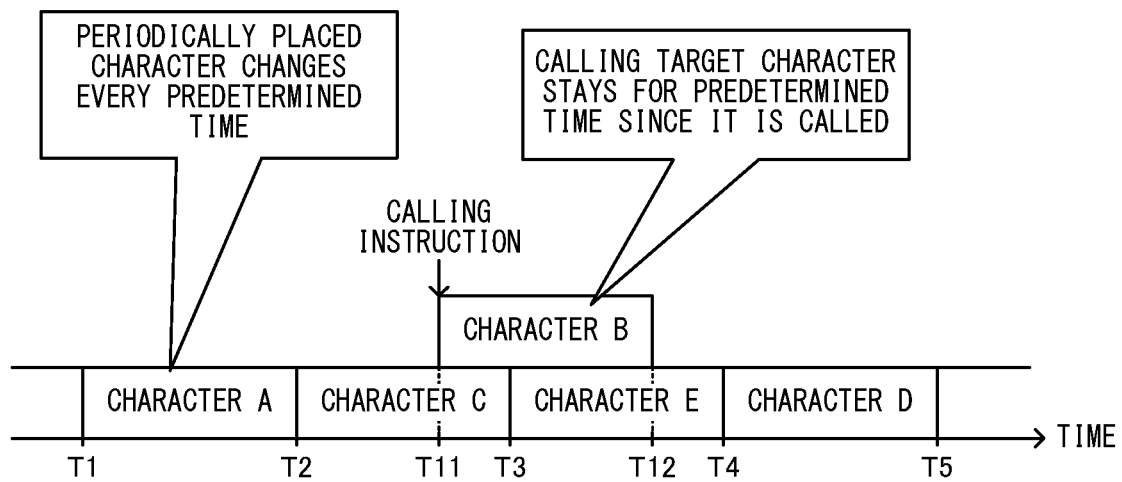 PERIODICALLY PLACED
CHARACTER CHANGES
EVERY PREDETERMINED
TIME
CALLING TARGET CHARACTER
STAYS FOR PREDETERMINED
TIME SINCE IT IS CALLED
CALLING
INSTRUCTION
CHARACTER B
CHARACTER A
CHARACTER C
CHARACTER E
CHARACTER D
TIME
T1
T2
T11
T3
T12
T4
T5